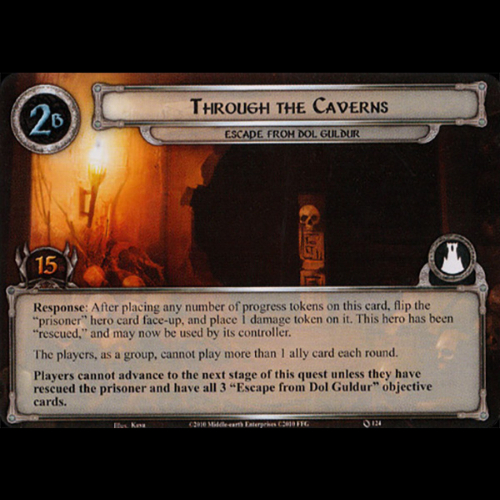 2B
THROUGH THE CAVERNS
ESCAPE FROM DOL GULDUR
15
Response: After placing any number of progress tokens on this card, flip the
“prisoner” hero card face-up, and place 1 damage token on it. This hero has been
“rescued,” and may now be used by its controller.
The players, as a group, cannot play more than 1 ally card each round.
Players cannot advance to the next stage of this quest unless they have
rescued the prisoner and have all 3 “Escape from Dol Guldur” objective
cards.
Illus. Kaya ©2010 Middle-earth Enterprises ©2010 FFG 124